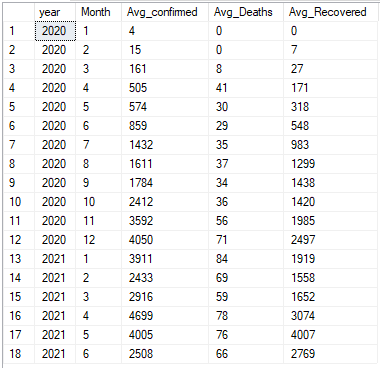 year Month Avg_confirmed Avg_Deaths Avg_Recovered
1 2020 1 4 0 0
2 2020 2 15 0 7
3 2020 3 161 8 27
4 2020 4 505 41 171
5 2020 5 574 30 318
6 2020 6 859 29 548
7 2020 7 1432 35 983
8 2020 8 1611 37 1299
9 2020 9 1784 34 1438
10 2020 10 2412 36 1420
11 2020 11 3592 56 1985
12 2020 12 4050 71 2497
13 2021 1 3911 84 1919
14 2021 2 2433 69 1558
15 2021 3 2916 59 1652
16 2021 4 4699 78 3074
17 2021 5 4005 76 4007
18 2021 6 2508 66 2769